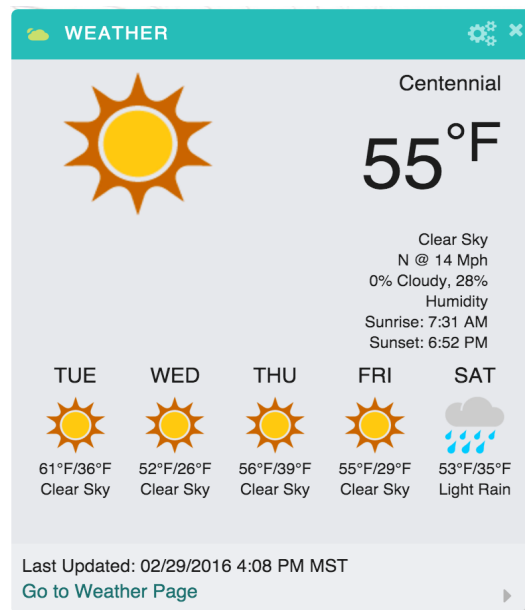 WEATHER
Centennial
55°F
Clear Sky
N @ 14 Mph
0% Cloudy, 28%
Humidity
Sunrise: 7:31 AM
Sunset: 6:52 PM
TUE WED THU FRI SAT
61°F/36°F 52°F/26°F 56°F/39°F 55°F/29°F 53°F/35°F
Clear Sky Clear Sky Clear Sky Clear Sky Light Rain
Last Updated: 02/29/2016 4:08 PM MST
Go to Weather Page